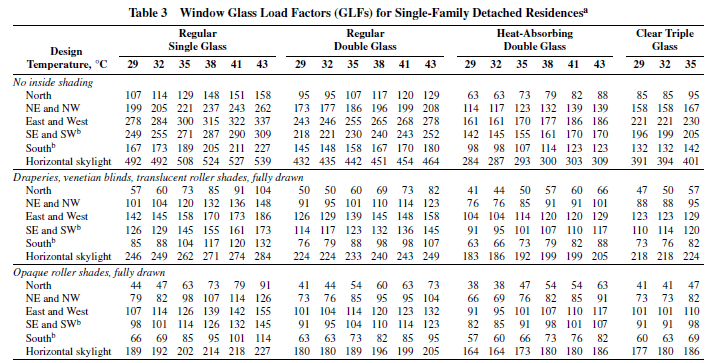 Table 3 Window Glass Load Factors (GLFs) for Single-Family Detached Residencesa
Regular Regular Heat-Absorbing Clear Triple
Design Single Glass Double Glass Double Glass Glass
Temperature, °C 29 32 35 38 41 43 29 32 35 38 41 43 29 32 35 38 41 43 29 32 35
No inside shading
North 107 114 129 148 151 158 95 95 107 117 120 129 63 63 73 79 82 88 85 85 95
NE and NW 199 205 221 237 243 262 173 177 186 196 199 208 114 117 123 132 139 139 158 158 167
East and West 278 284 300 315 322 337 243 246 255 265 268 278 161 161 170 177 186 186 221 221 230
SE and SWb 249 255 271 287 290 309 218 221 230 240 243 252 142 145 155 161 170 170 196 199 205
Southb 167 173 189 205 211 227 145 148 158 167 170 180 98 98 107 114 123 123 132 132 142
Horizontal skylight 492 492 508 524 527 539 432 435 442 451 454 464 284 287 293 300 303 309 391 394 401
Draperies, venetian blinds, translucent roller shades, fully drawn
North 57 60 73 85 91 104 50 50 60 69 73 82 41 44 50 57 60 66 47 50 57
NE and NW 101 104 120 132 136 148 91 95 101 110 114 123 76 76 85 91 91 101 88 88 95
East and West 142 145 158 170 173 186 126 129 139 145 148 158 104 104 114 120 120 129 123 123 129
SE and SWb 126 129 145 155 161 173 114 117 123 132 136 145 91 95 101 107 110 117 110 114 120
Southb 85 88 104 117 120 132 76 79 88 98 98 107 63 66 73 79 82 88 73 76 82
Horizontal skylight 246 249 262 271 274 284 224 224 233 240 243 249 183 186 192 199 199 205 218 218 224
Opaque roller shades, fully drawn
North 44 47 63 73 79 91 41 44 54 60 63 73 38 38 47 54 54 63 41 41 47
NE and NW 79 82 98 107 114 126 73 76 85 95 95 104 66 69 76 82 85 91 73 73 82
East and West 107 114 126 139 142 155 101 104 114 120 123 132 91 95 101 107 110 117 101 101 110
SE and SWb 98 101 114 126 132 145 91 95 104 110 114 123 82 85 91 98 101 107 91 91 98
Southb 66 69 85 95 101 114 63 63 73 82 85 95 57 60 66 73 76 82 60 63 69
Horizontal skylight 189 192 202 214 218 227 180 180 189 196 199 205 164 164 173 180 180 186 177 180 186